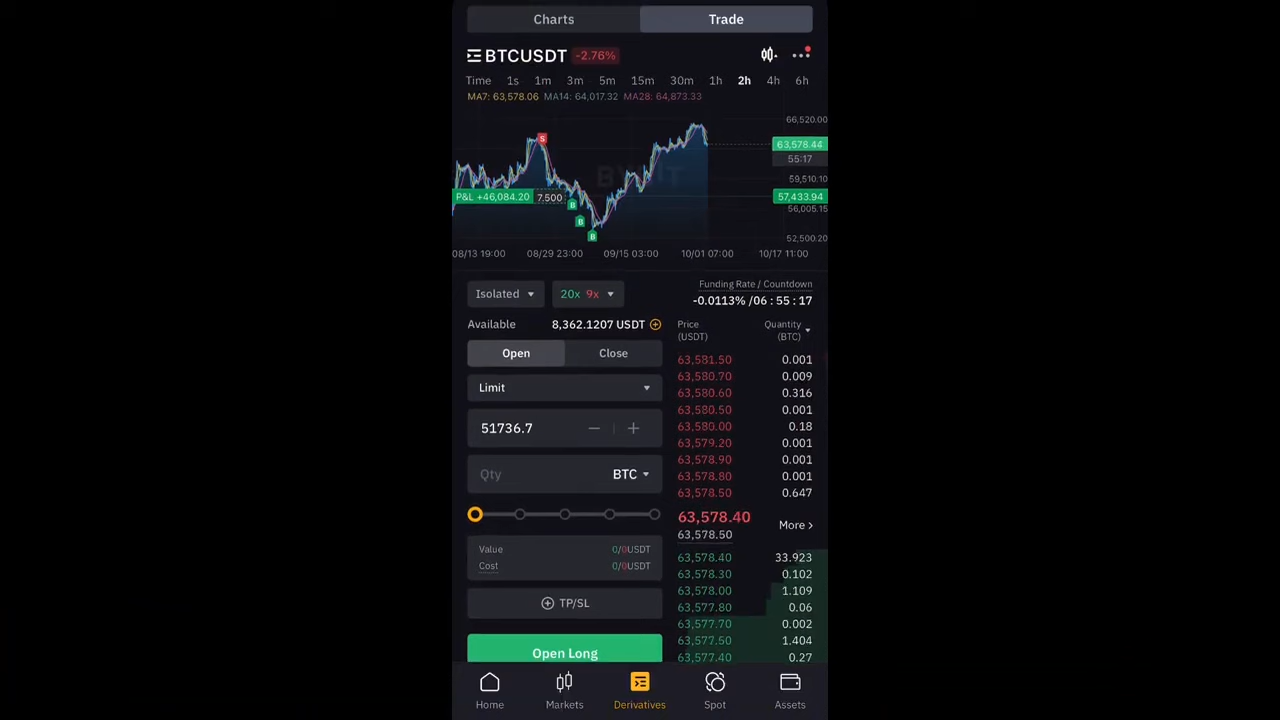 Charts Trade
BTCUSDT -2.76%
Time 1s 1m 3m 5m 15m 30m 1h 2h 4h 6h
MA7: 63,578.06 MA14: 64,017.32 MA28: 64,873.33
66,520.00
S
63,578.44
55:17
BYBIT
59,510.10
P&L +46,084.20 7.500 57,433.94
B
56,005.15
B
B
52,500.20
08/13 19:00 08/29 23:00 09/15 03:00 10/01 07:00 10/17 11:00
Isolated 20x 9x
Funding Rate / Countdown
-0.0113% /06 : 55 : 17
Available 8,362.1207 USDT
Open Close
Limit
51736.7
Qty BTC
Value 0/0USDT
Cost 0/0USDT
TP/SL
Open Long
Price Quantity
(USDT) (BTC)
63,581.50 0.001
63,580.70 0.009
63,580.60 0.316
63,580.50 0.001
63,580.00 0.18
63,579.20 0.001
63,578.90 0.001
63,578.80 0.001
63,578.50 0.647
63,578.40
63,578.50
More >
63,578.40 33.923
63,578.30 0.102
63,578.00 1.109
63,577.80 0.06
63,577.70 0.002
63,577.50 1.404
63,577.40 0.27
Home Markets Derivatives Spot Assets